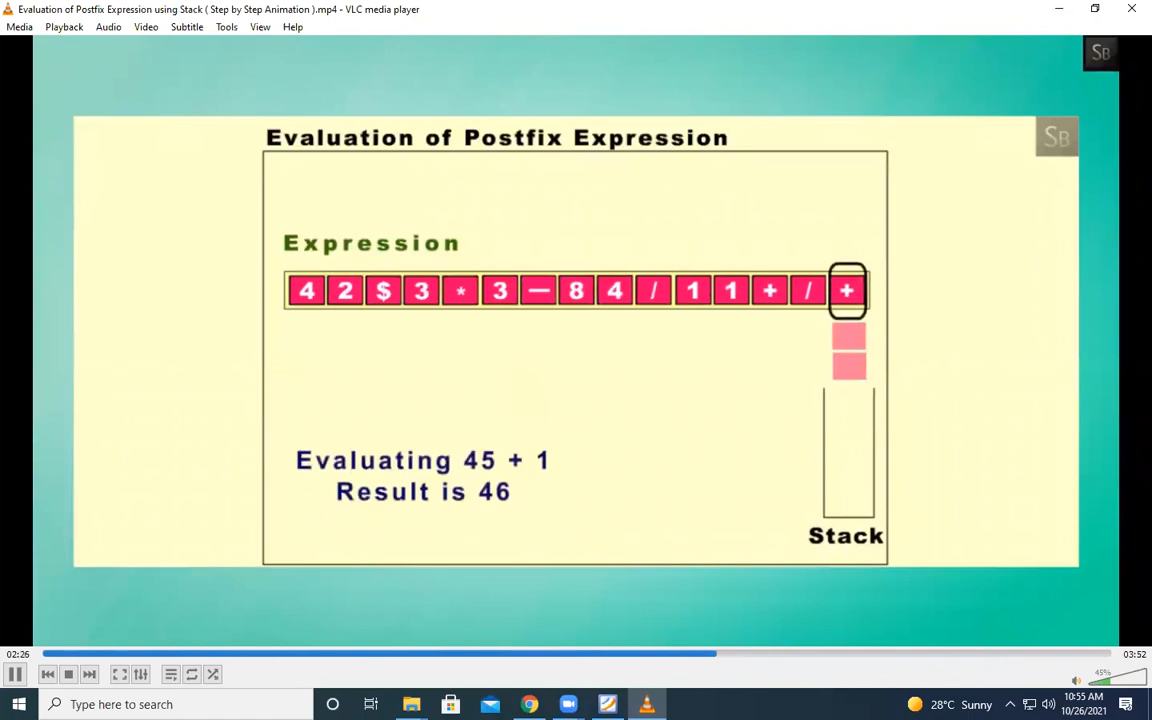 Evaluation of Postfix Expression using Stack ( Step by Step Animation ).mp4 - VLC media player
Media Playback Audio Video Subtitle Tools View Help
SB
Evaluation of Postfix Expression
SB
Expression
4 2 $ 3 * 3 — 8 4 / 1 1 + / +
Evaluating 45 + 1
Result is 46
Stack
02:26
03:52
45%
Type here to search
28°C Sunny
10:55 AM
10/26/2021